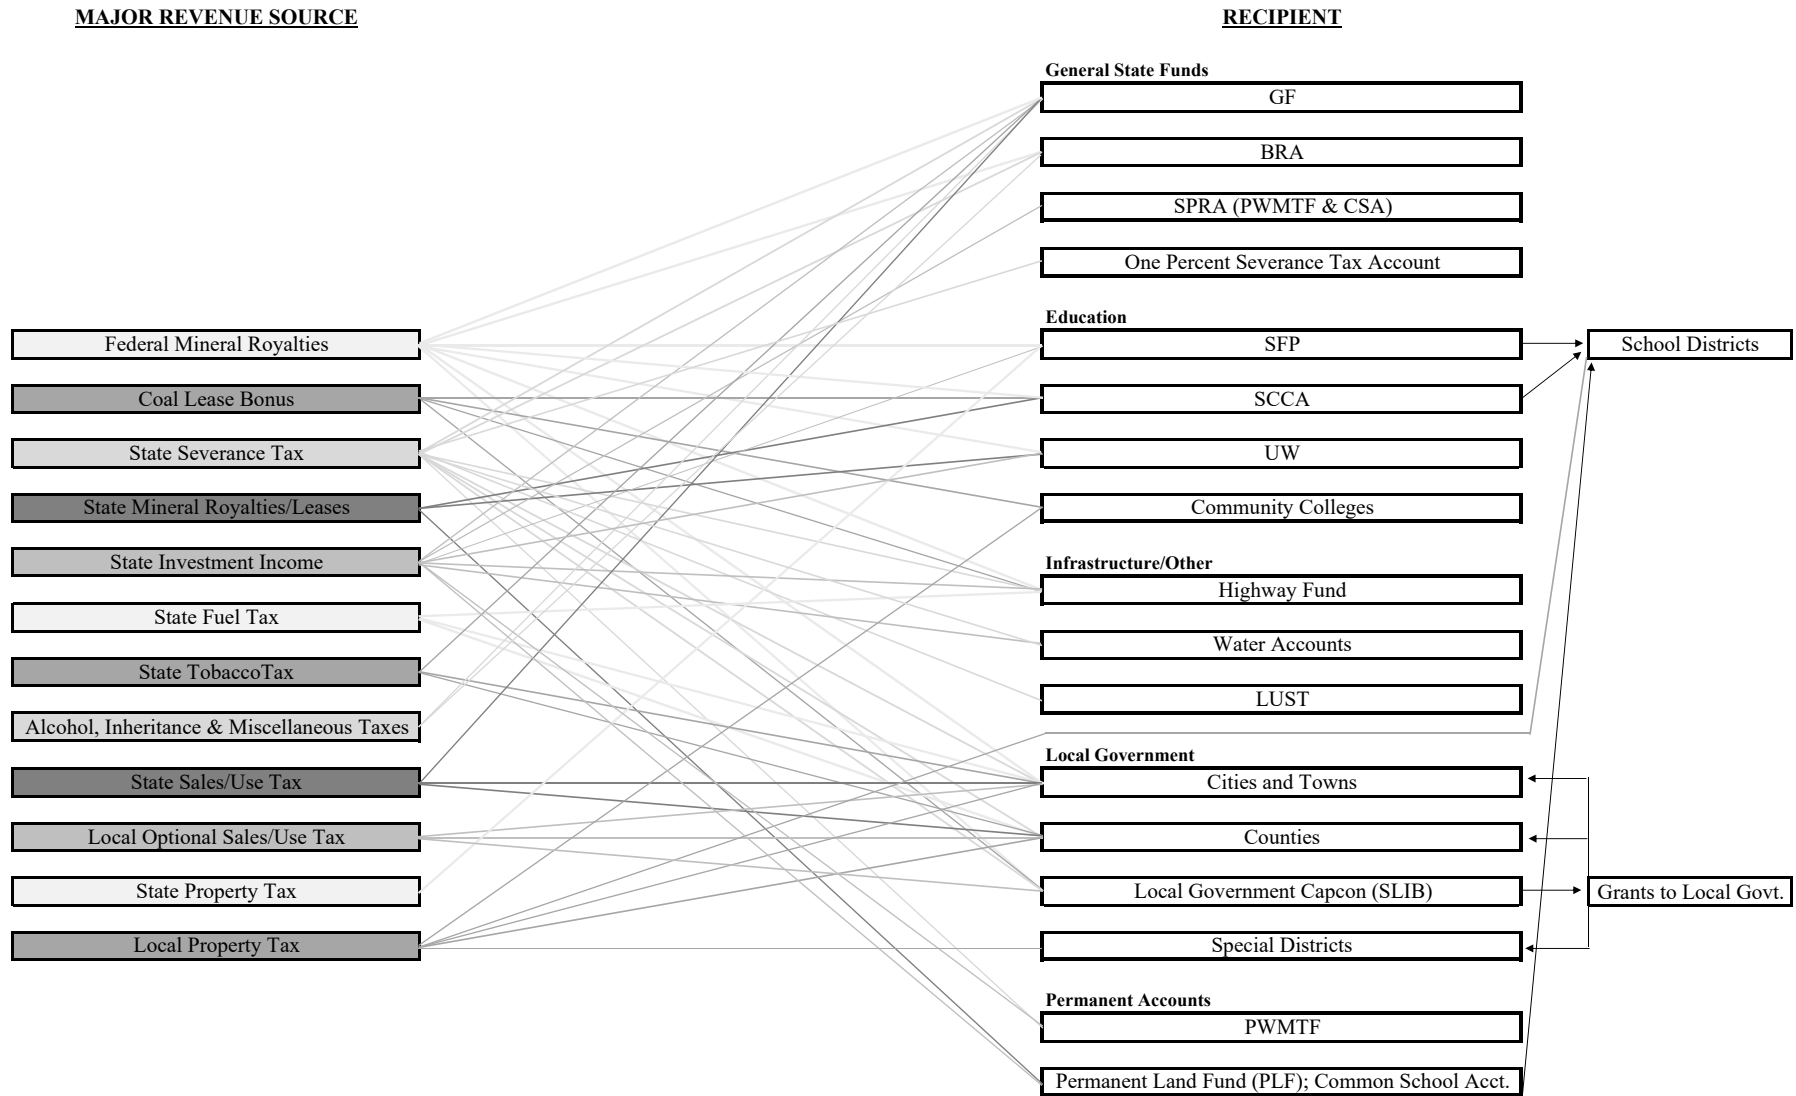 MAJOR REVENUE SOURCE
RECIPIENT
General State Funds
GF
BRA
SPRA (PWMTF & CSA)
One Percent Severance Tax Account
Education
Federal Mineral Royalties
SFP
School Districts
Coal Lease Bonus
SCCA
State Severance Tax
UW
State Mineral Royalties/Leases
Community Colleges
Infrastructure/Other
State Investment Income
Highway Fund
State Fuel Tax
Water Accounts
State TobaccoTax
LUST
Alcohol, Inheritance & Miscellaneous Taxes
Local Government
State Sales/Use Tax
Cities and Towns
Local Optional Sales/Use Tax
Counties
State Property Tax
Local Government Capcon (SLIB)
Grants to Local Govt.
Local Property Tax
Special Districts
Permanent Accounts
PWMTF
Permanent Land Fund (PLF); Common School Acct.